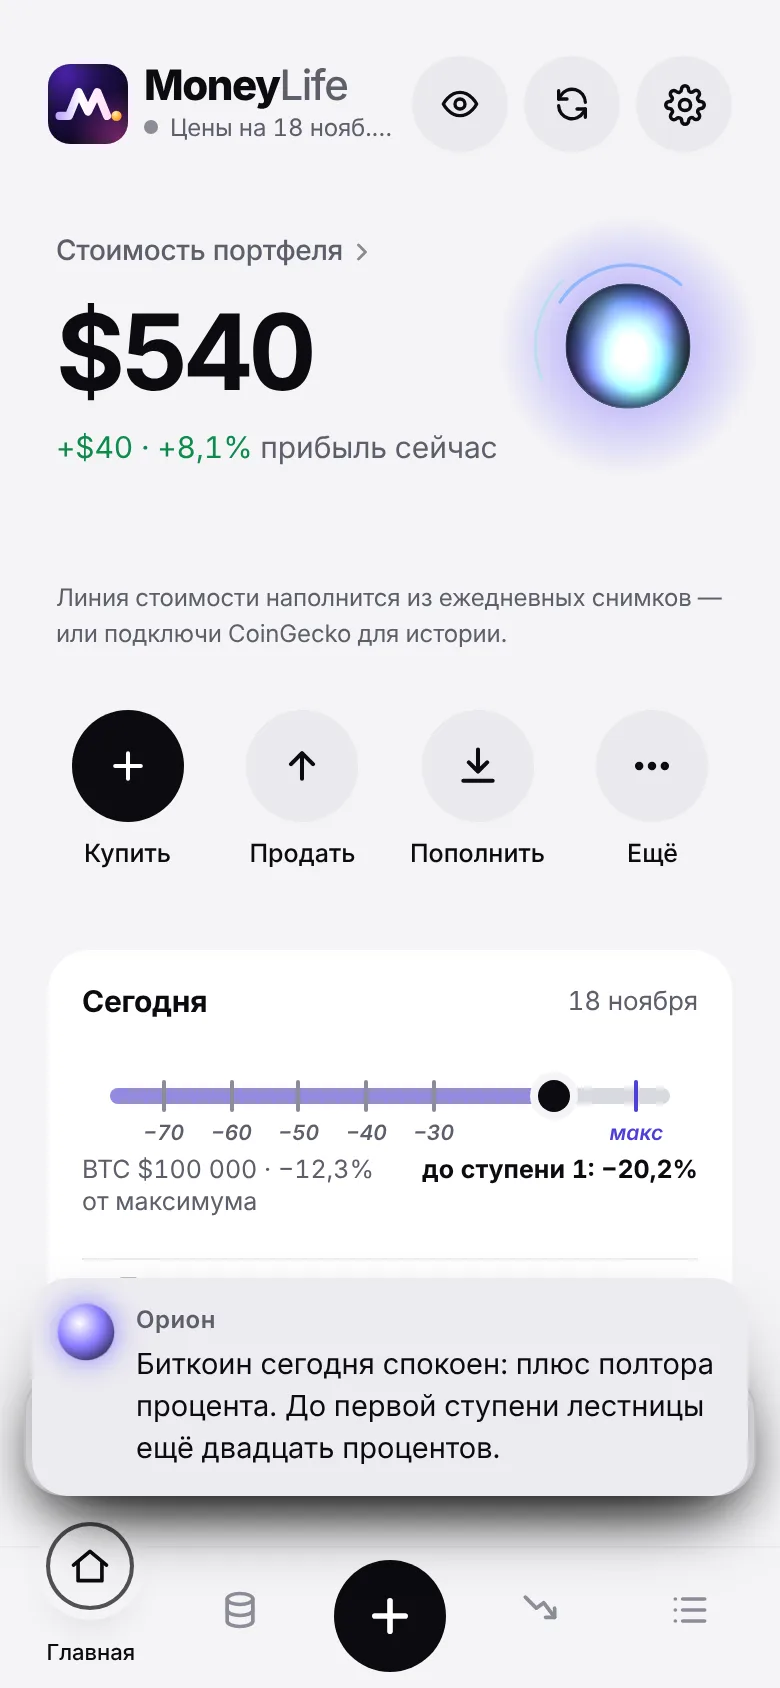 MoneyLife
Цены на 18 нояб....
Стоимость портфеля
$540
+$40 · +8,1% прибыль сейчас
Линия стоимости наполнится из ежедневных снимков —
или подключи CoinGecko для истории.
Купить
Продать
Пополнить
Ещё
Сегодня
18 ноября
−70
−60
−50
−40
−30
макс
BTC $100 000 · −12,3%
от максимума
до ступени 1: −20,2%
Орион
Биткоин сегодня спокоен: плюс полтора
процента. До первой ступени лестницы
ещё двадцать процентов.
Главная